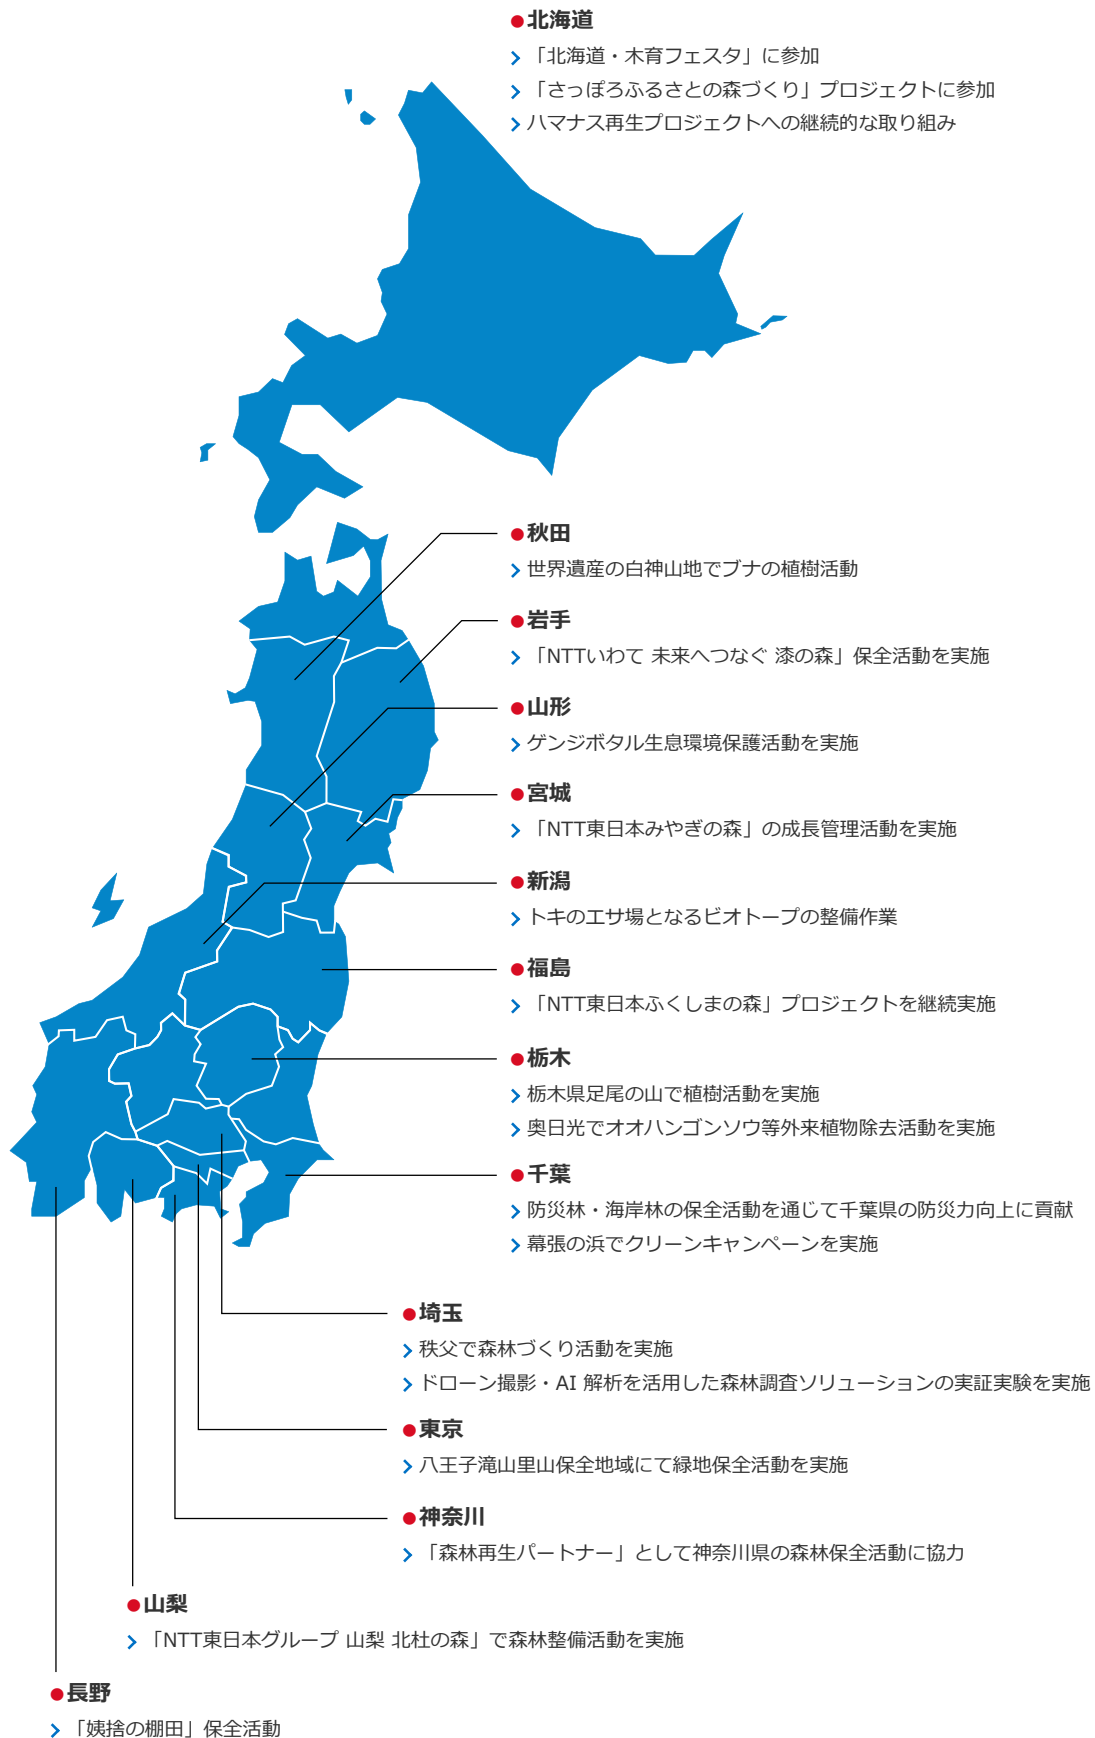 ●北海道
「北海道・木育フェスタ」に参加
「さっぽろふるさとの森づくり」プロジェクトに参加
ハマナス再生プロジェクトへの継続的な取り組み
●秋田
世界遺産の白神山地でブナの植樹活動
●岩手
「NTTいわて 未来へつなぐ 漆の森」保全活動を実施
●山形
ゲンジボタル生息環境保護活動を実施
●宮城
「NTT東日本みやぎの森」の成長管理活動を実施
●新潟
トキのエサ場となるビオトープの整備作業
●福島
「NTT東日本ふくしまの森」プロジェクトを継続実施
●栃木
栃木県足尾の山で植樹活動を実施
奥日光でオオハンゴンソウ等外来植物除去活動を実施
●千葉
防災林・海岸林の保全活動を通じて千葉県の防災力向上に貢献
幕張の浜でクリーンキャンペーンを実施
●埼玉
秩父で森林づくり活動を実施
ドローン撮影・AI 解析を活用した森林調査ソリューションの実証実験を実施
●東京
八王子滝山里山保全地域にて緑地保全活動を実施
●神奈川
「森林再生パートナー」として神奈川県の森林保全活動に協力
●山梨
「NTT東日本グループ 山梨 北杜の森」で森林整備活動を実施
●長野
「姨捨の棚田」保全活動